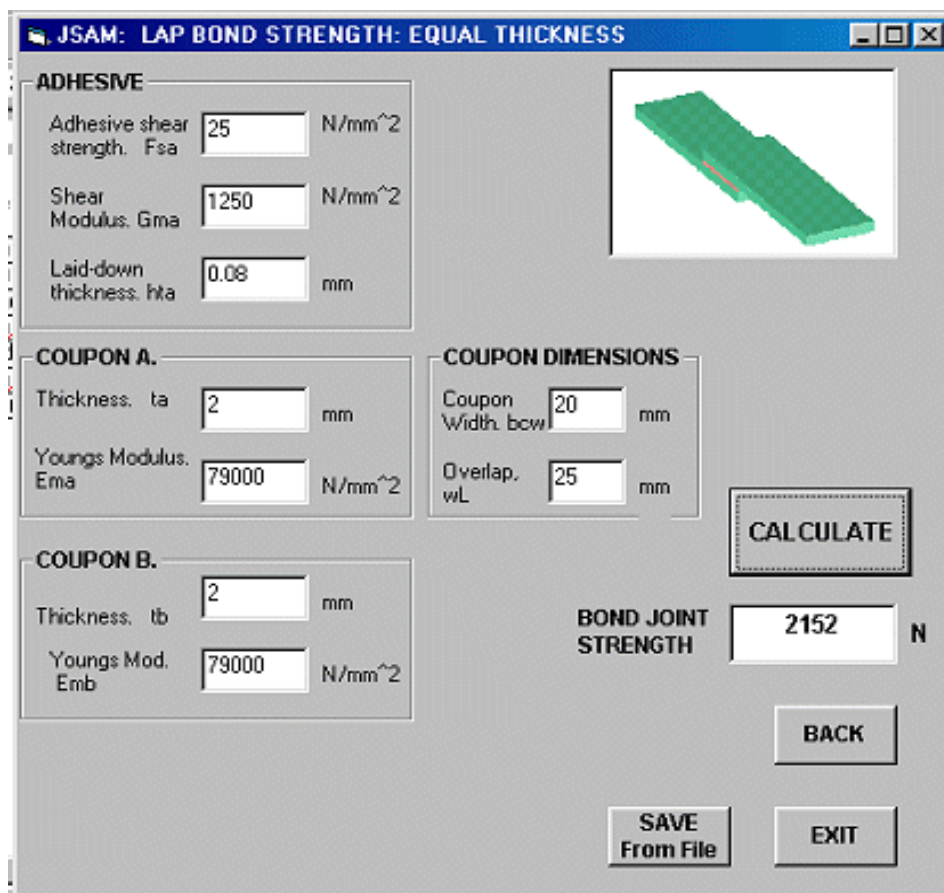 JSAM: LAP BOND STRENGTH: EQUAL THICKNESS
ADHESIVE
Adhesive shear
strength. Fsa
25
N/mm^2
Shear
Modulus. Gma
1250
N/mm^2
Laid-down
thickness. hta
0.08
mm
COUPON A.
Thickness. ta
2
mm
Youngs Modulus.
Ema
79000
N/mm^2
COUPON DIMENSIONS
Coupon
Width. bcw
20
mm
Overlap,
wL
25
mm
CALCULATE
COUPON B.
Thickness. tb
2
mm
Youngs Mod.
Emb
79000
N/mm^2
BOND JOINT
STRENGTH
2152
N
BACK
SAVE
From File
EXIT